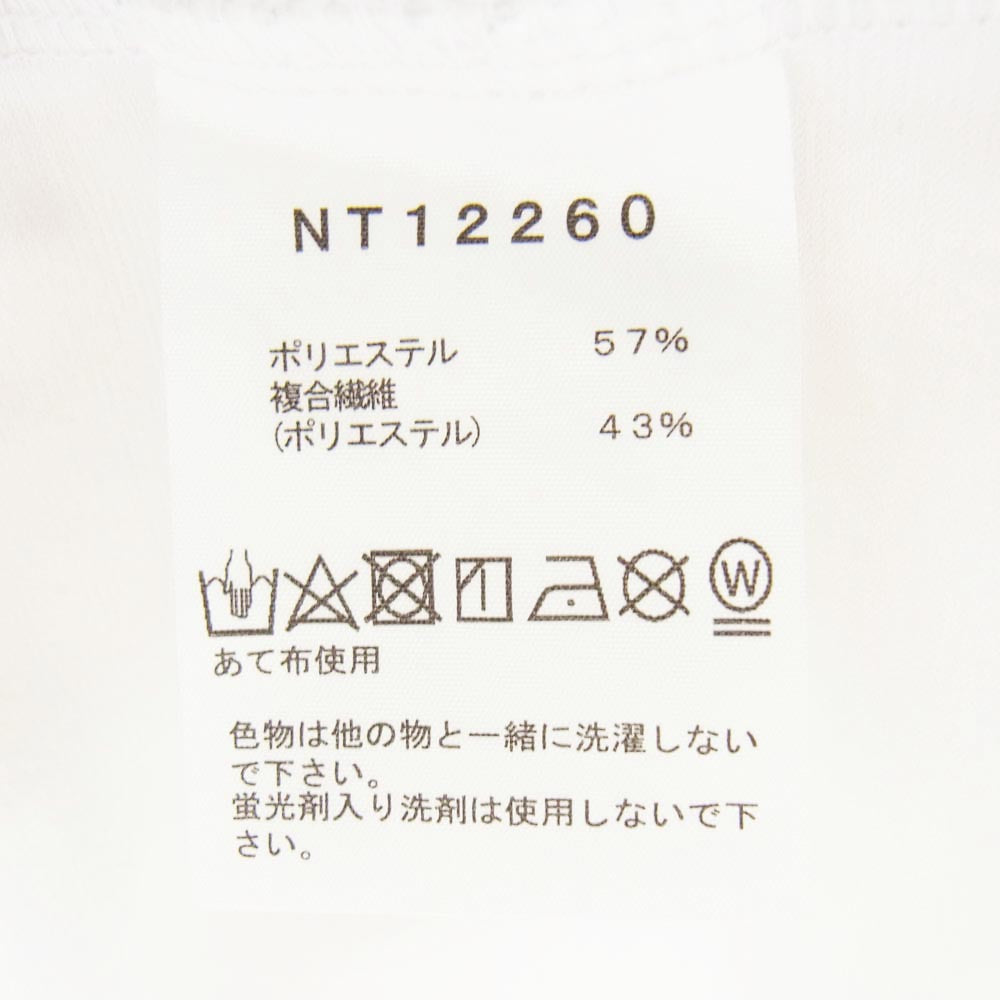 NT12260
ポリエステル 57%
複合繊維
(ポリエステル) 43%
W
あて布使用
色物は他の物と一緒に洗濯しない
で下さい。
蛍光剤入り洗剤は使用しないで下
さい。